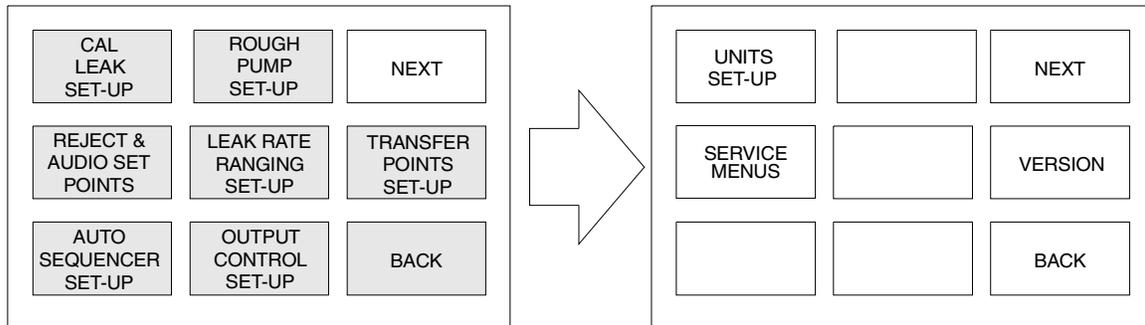 CAL
LEAK
SET-UP
ROUGH
PUMP
SET-UP
NEXT
REJECT &
AUDIO SET
POINTS
LEAK RATE
RANGING
SET-UP
TRANSFER
POINTS
SET-UP
AUTO
SEQUENCER
SET-UP
OUTPUT
CONTROL
SET-UP
BACK
UNITS
SET-UP
NEXT
SERVICE
MENUS
VERSION
BACK